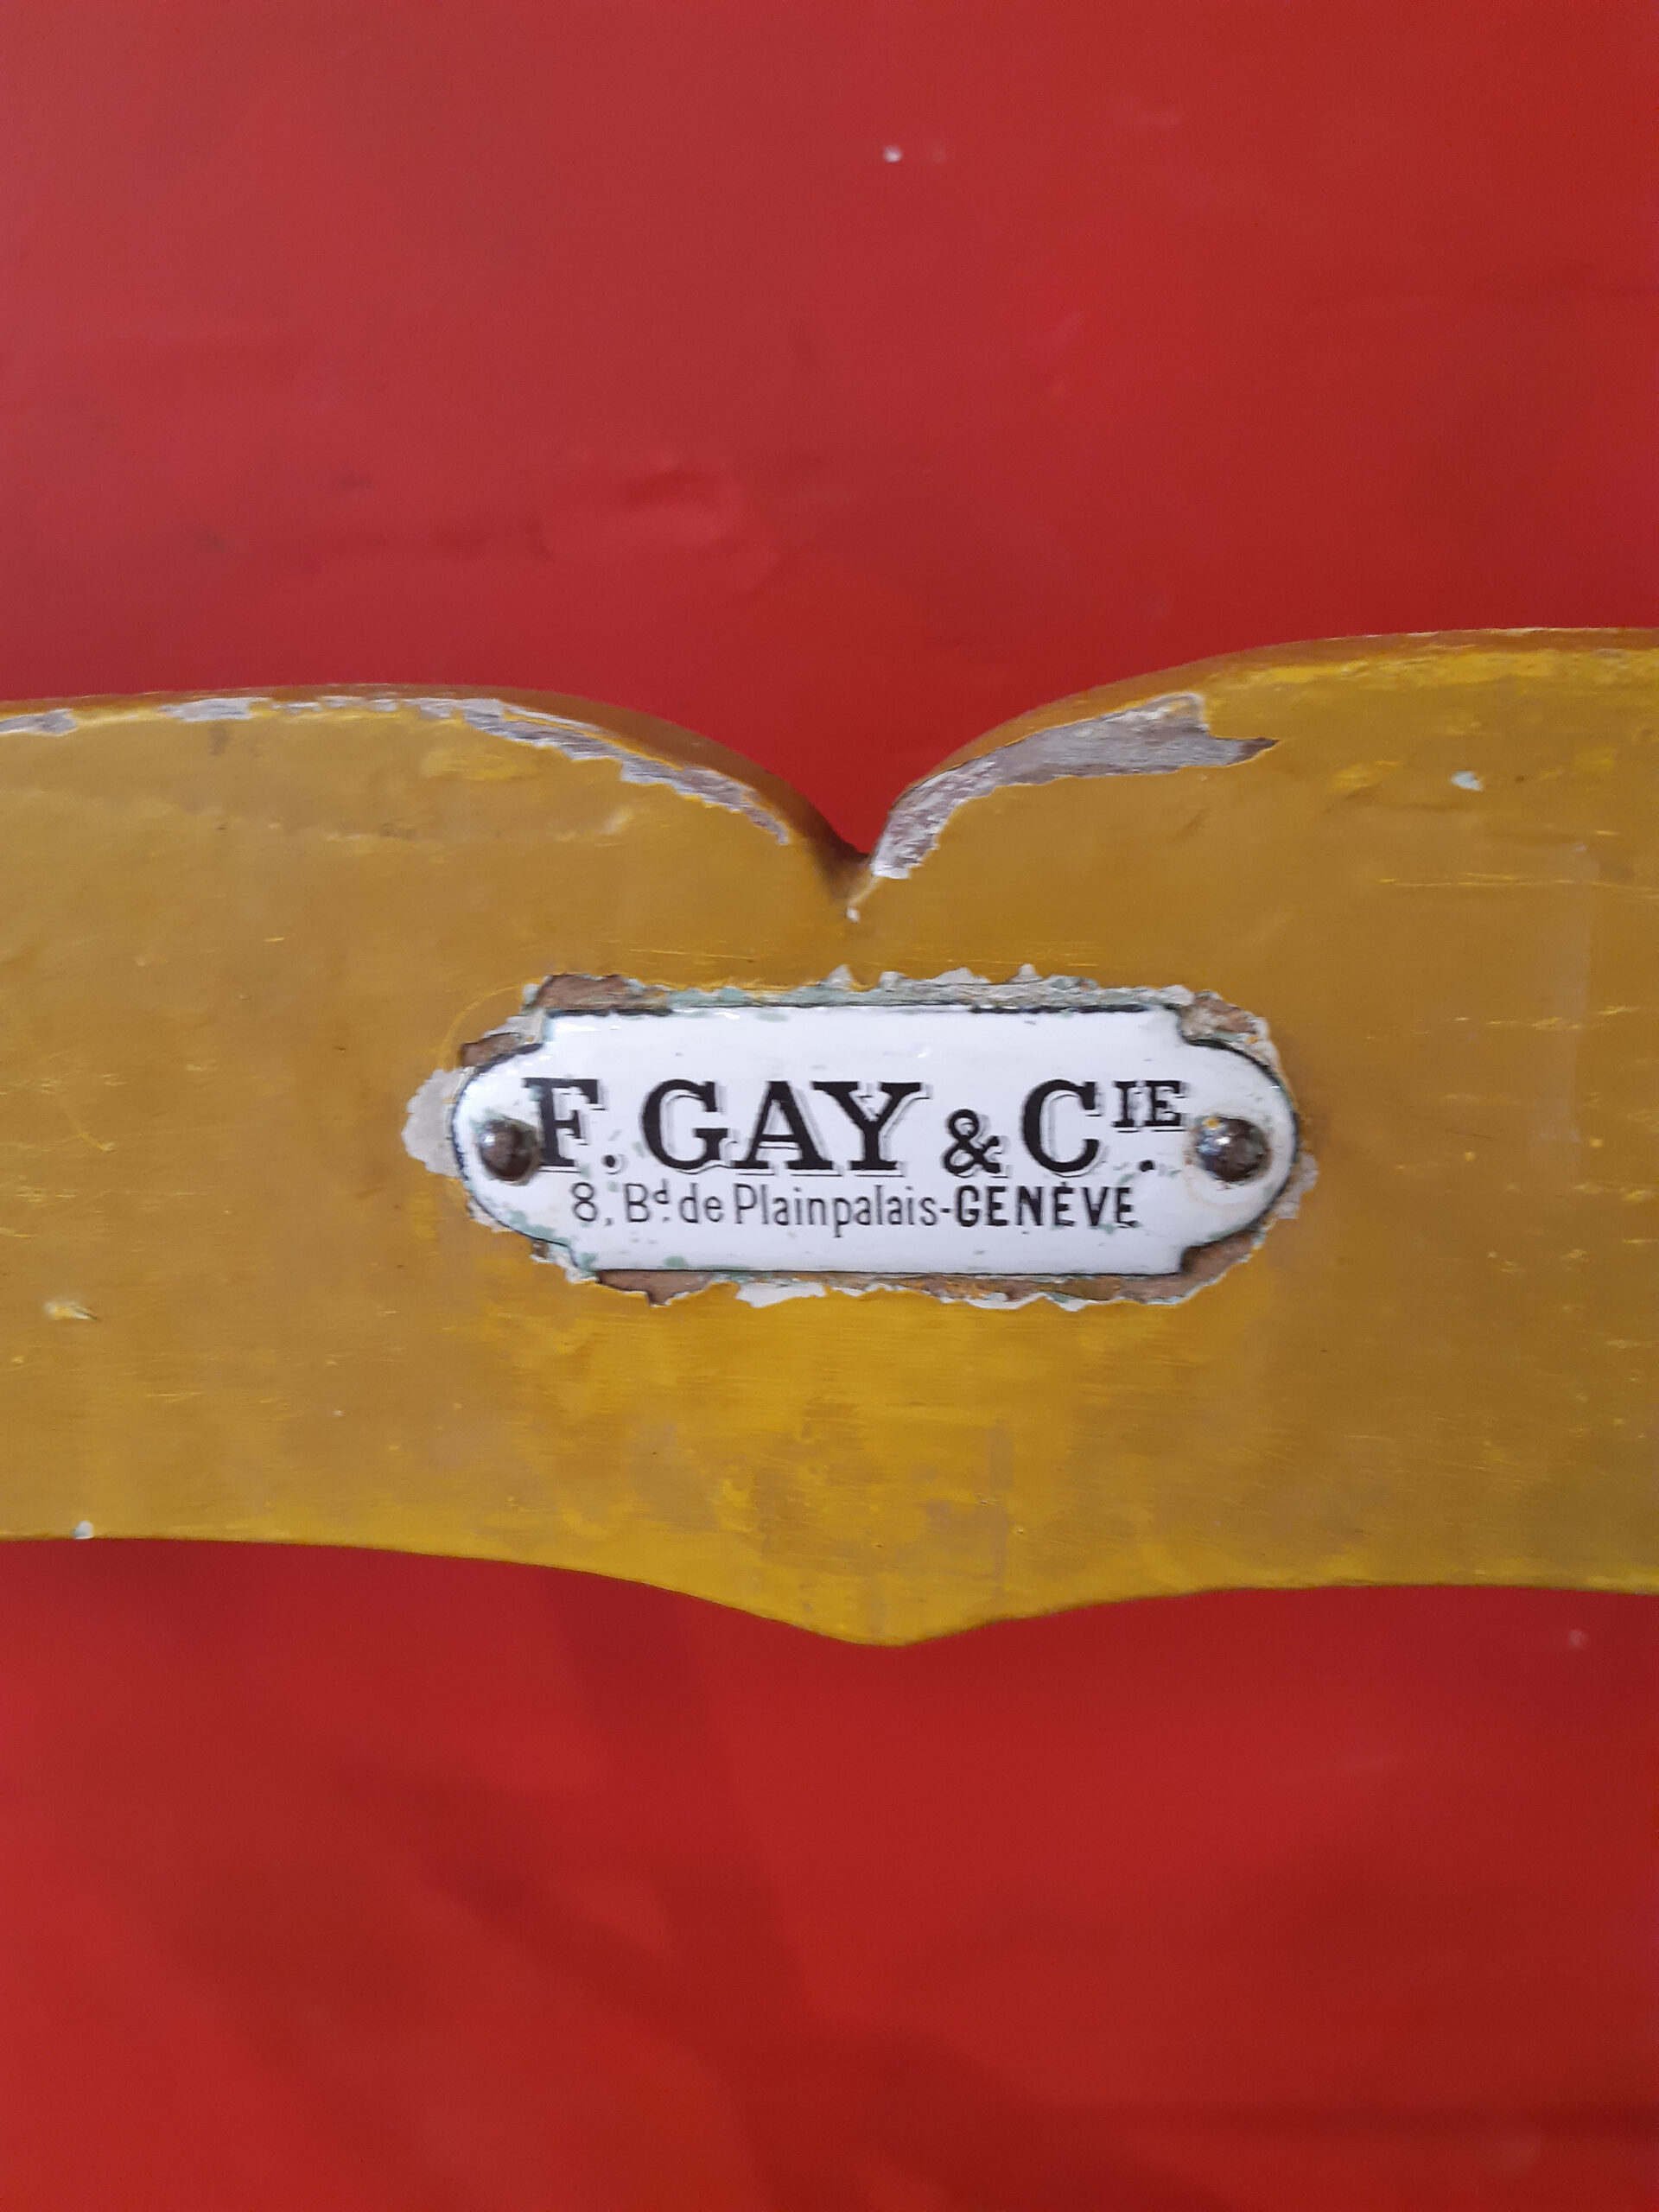 F. GAY & CIE.
8, Bd. de Plainpalais-GENÈVE